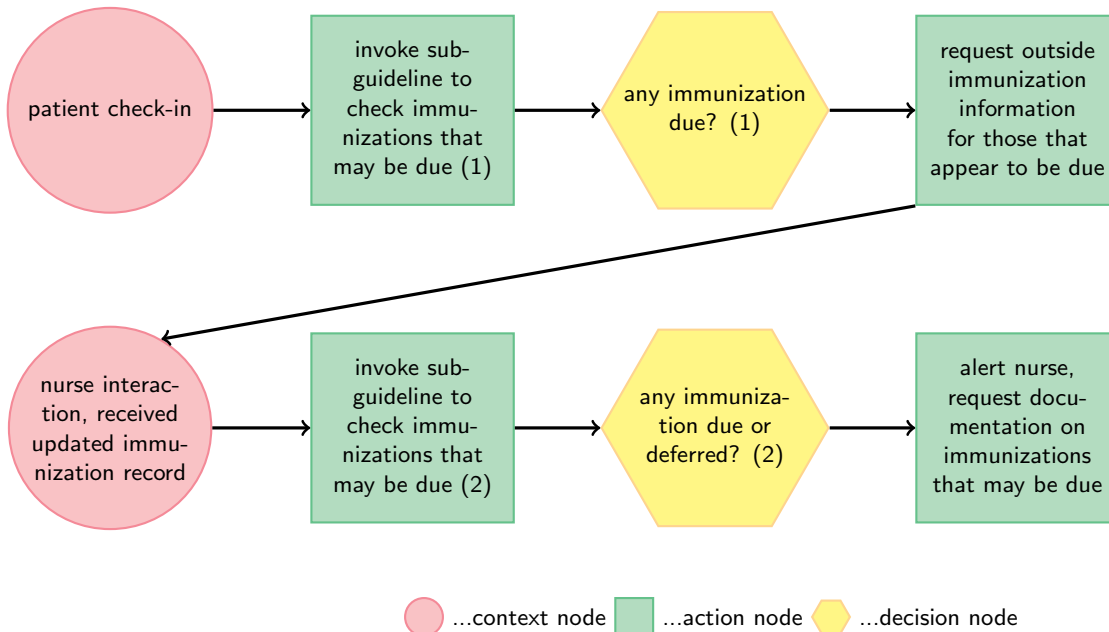 patient check-in
invoke sub-
guideline to
check immu-
nizations that
may be due (1)
any immunization
due? (1)
request outside
immunization
information
for those that
appear to be due
nurse interac-
tion, received
updated immu-
nization record
invoke sub-
guideline to
check immu-
nizations that
may be due (2)
any immuniza-
tion due or
deferred? (2)
alert nurse,
request docu-
mentation on
immunizations
that may be due
...context node
...action node
...decision node